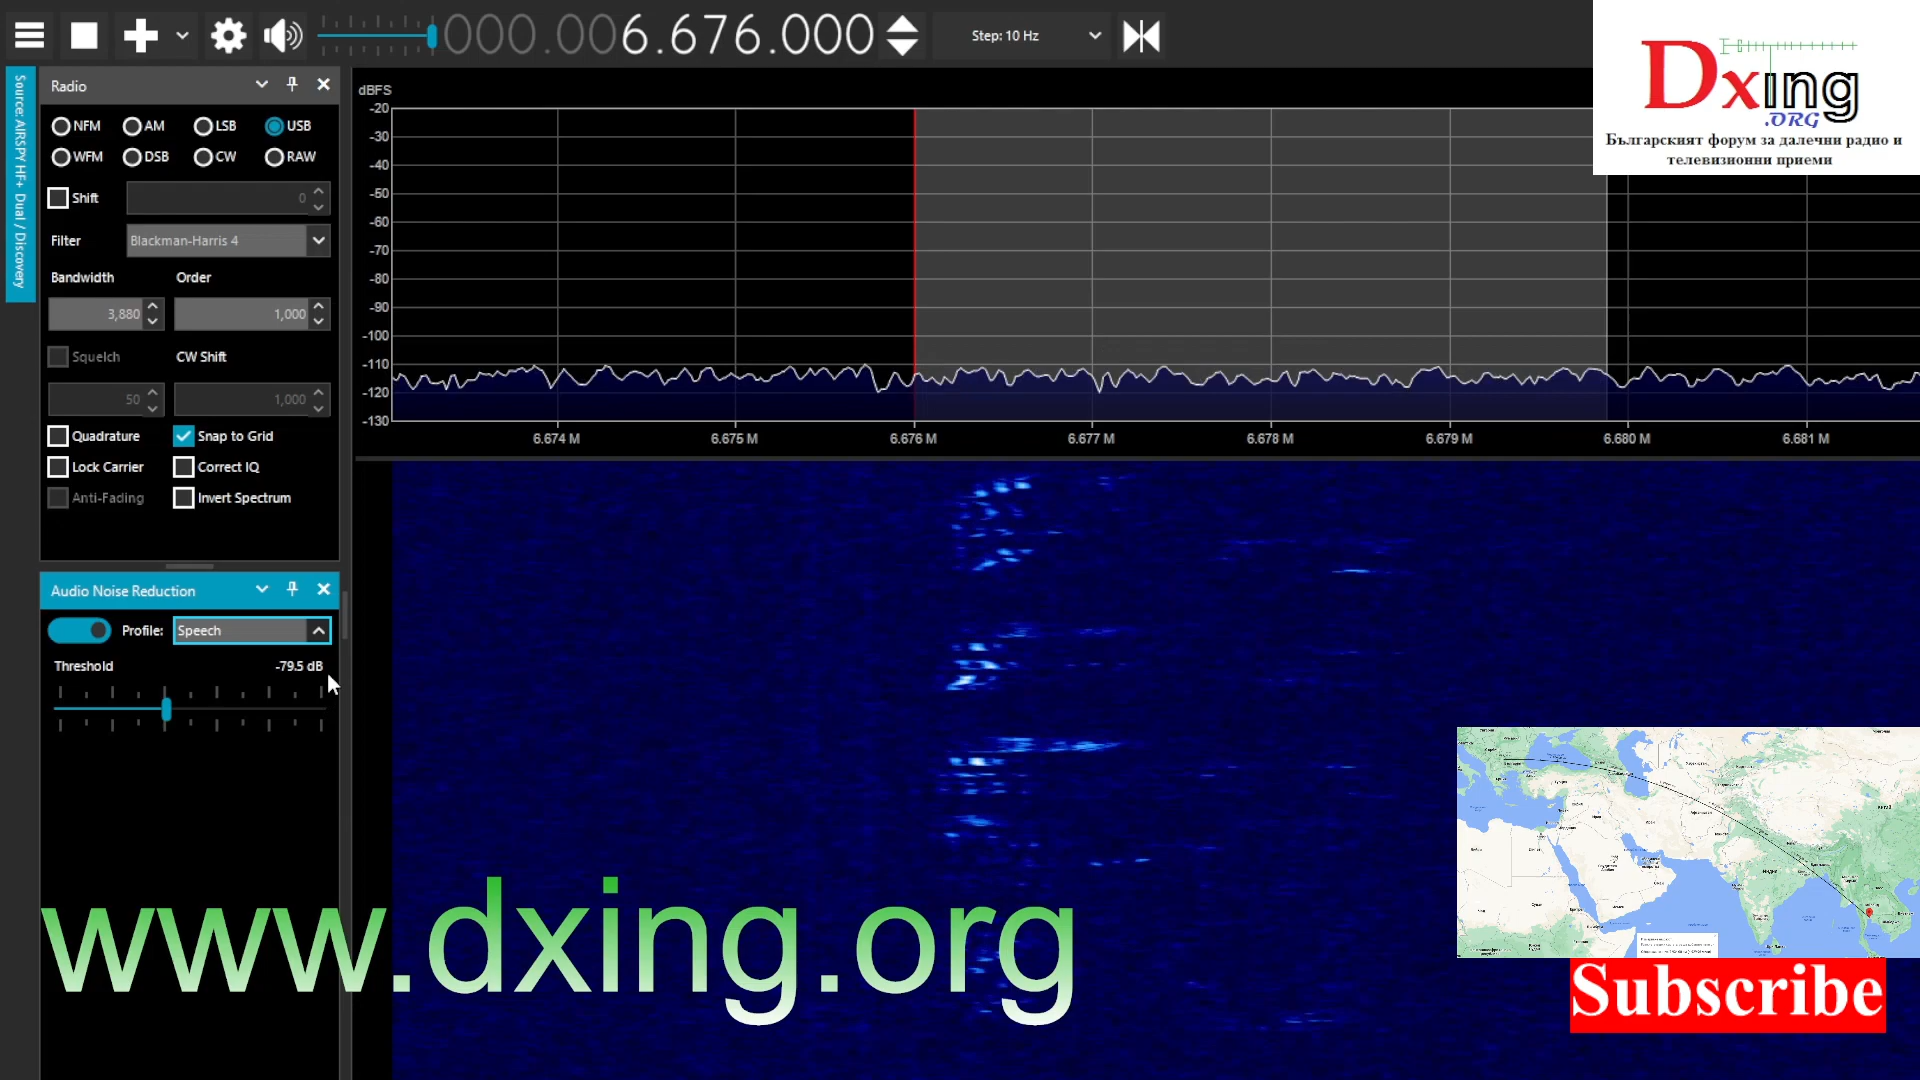 000.006.676.000
Step: 10 Hz
Source: AIRSPY HF+ Dual / Discovery
Radio
NFM AM LSB USB
WFM DSB CW RAW
Shift 0
Filter Blackman-Harris 4
Bandwidth Order
3,880 1,000
Squelch CW Shift
50 1,000
Quadrature Snap to Grid
Lock Carrier Correct IQ
Anti-Fading Invert Spectrum
Audio Noise Reduction
Profile: Speech
Threshold -79.5 dB
dBFS
-20
-30
-40
-50
-60
-70
-80
-90
-100
-110
-120
-130
6.674 M 6.675 M 6.676 M 6.677 M 6.678 M 6.679 M 6.680 M 6.681 M
Dxing
.ORG
Българският форум за далечни радио и
телевизионни приеми
www.dxing.org
Subscribe